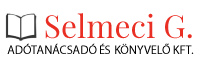 Selmeci G.
ADÓTANÁCSADÓ ÉS KÖNYVELŐ KFT.